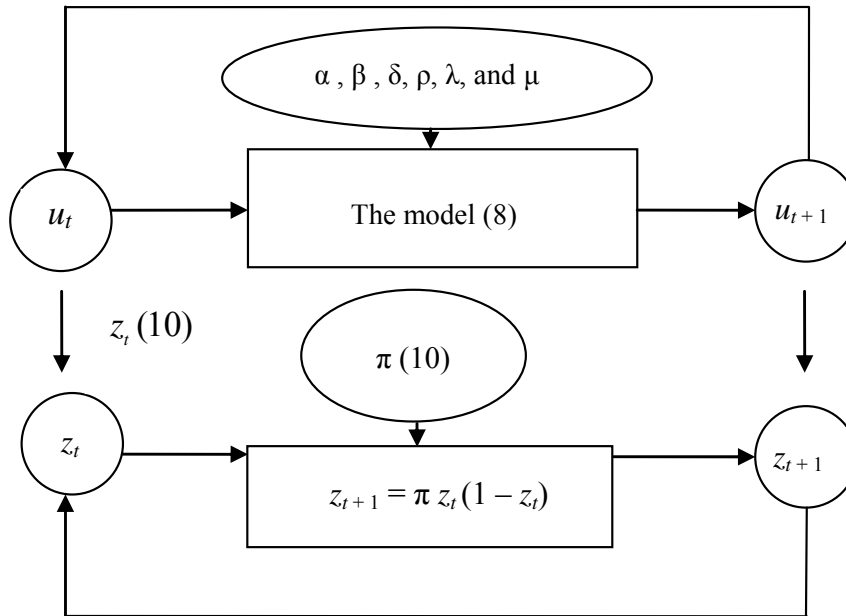 α , β , δ, ρ, λ, and μ
u_t
The model (8)
u_{t + 1}
z_t (10)
π (10)
z_t
z_{t + 1} = π z_t (1 – z_t)
z_{t + 1}